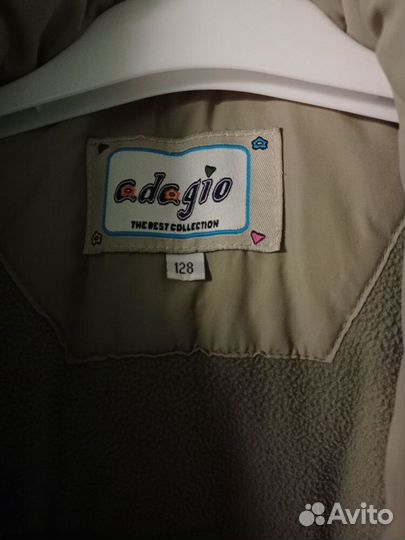 adagio
THE BEST COLLECTION
128
Avito